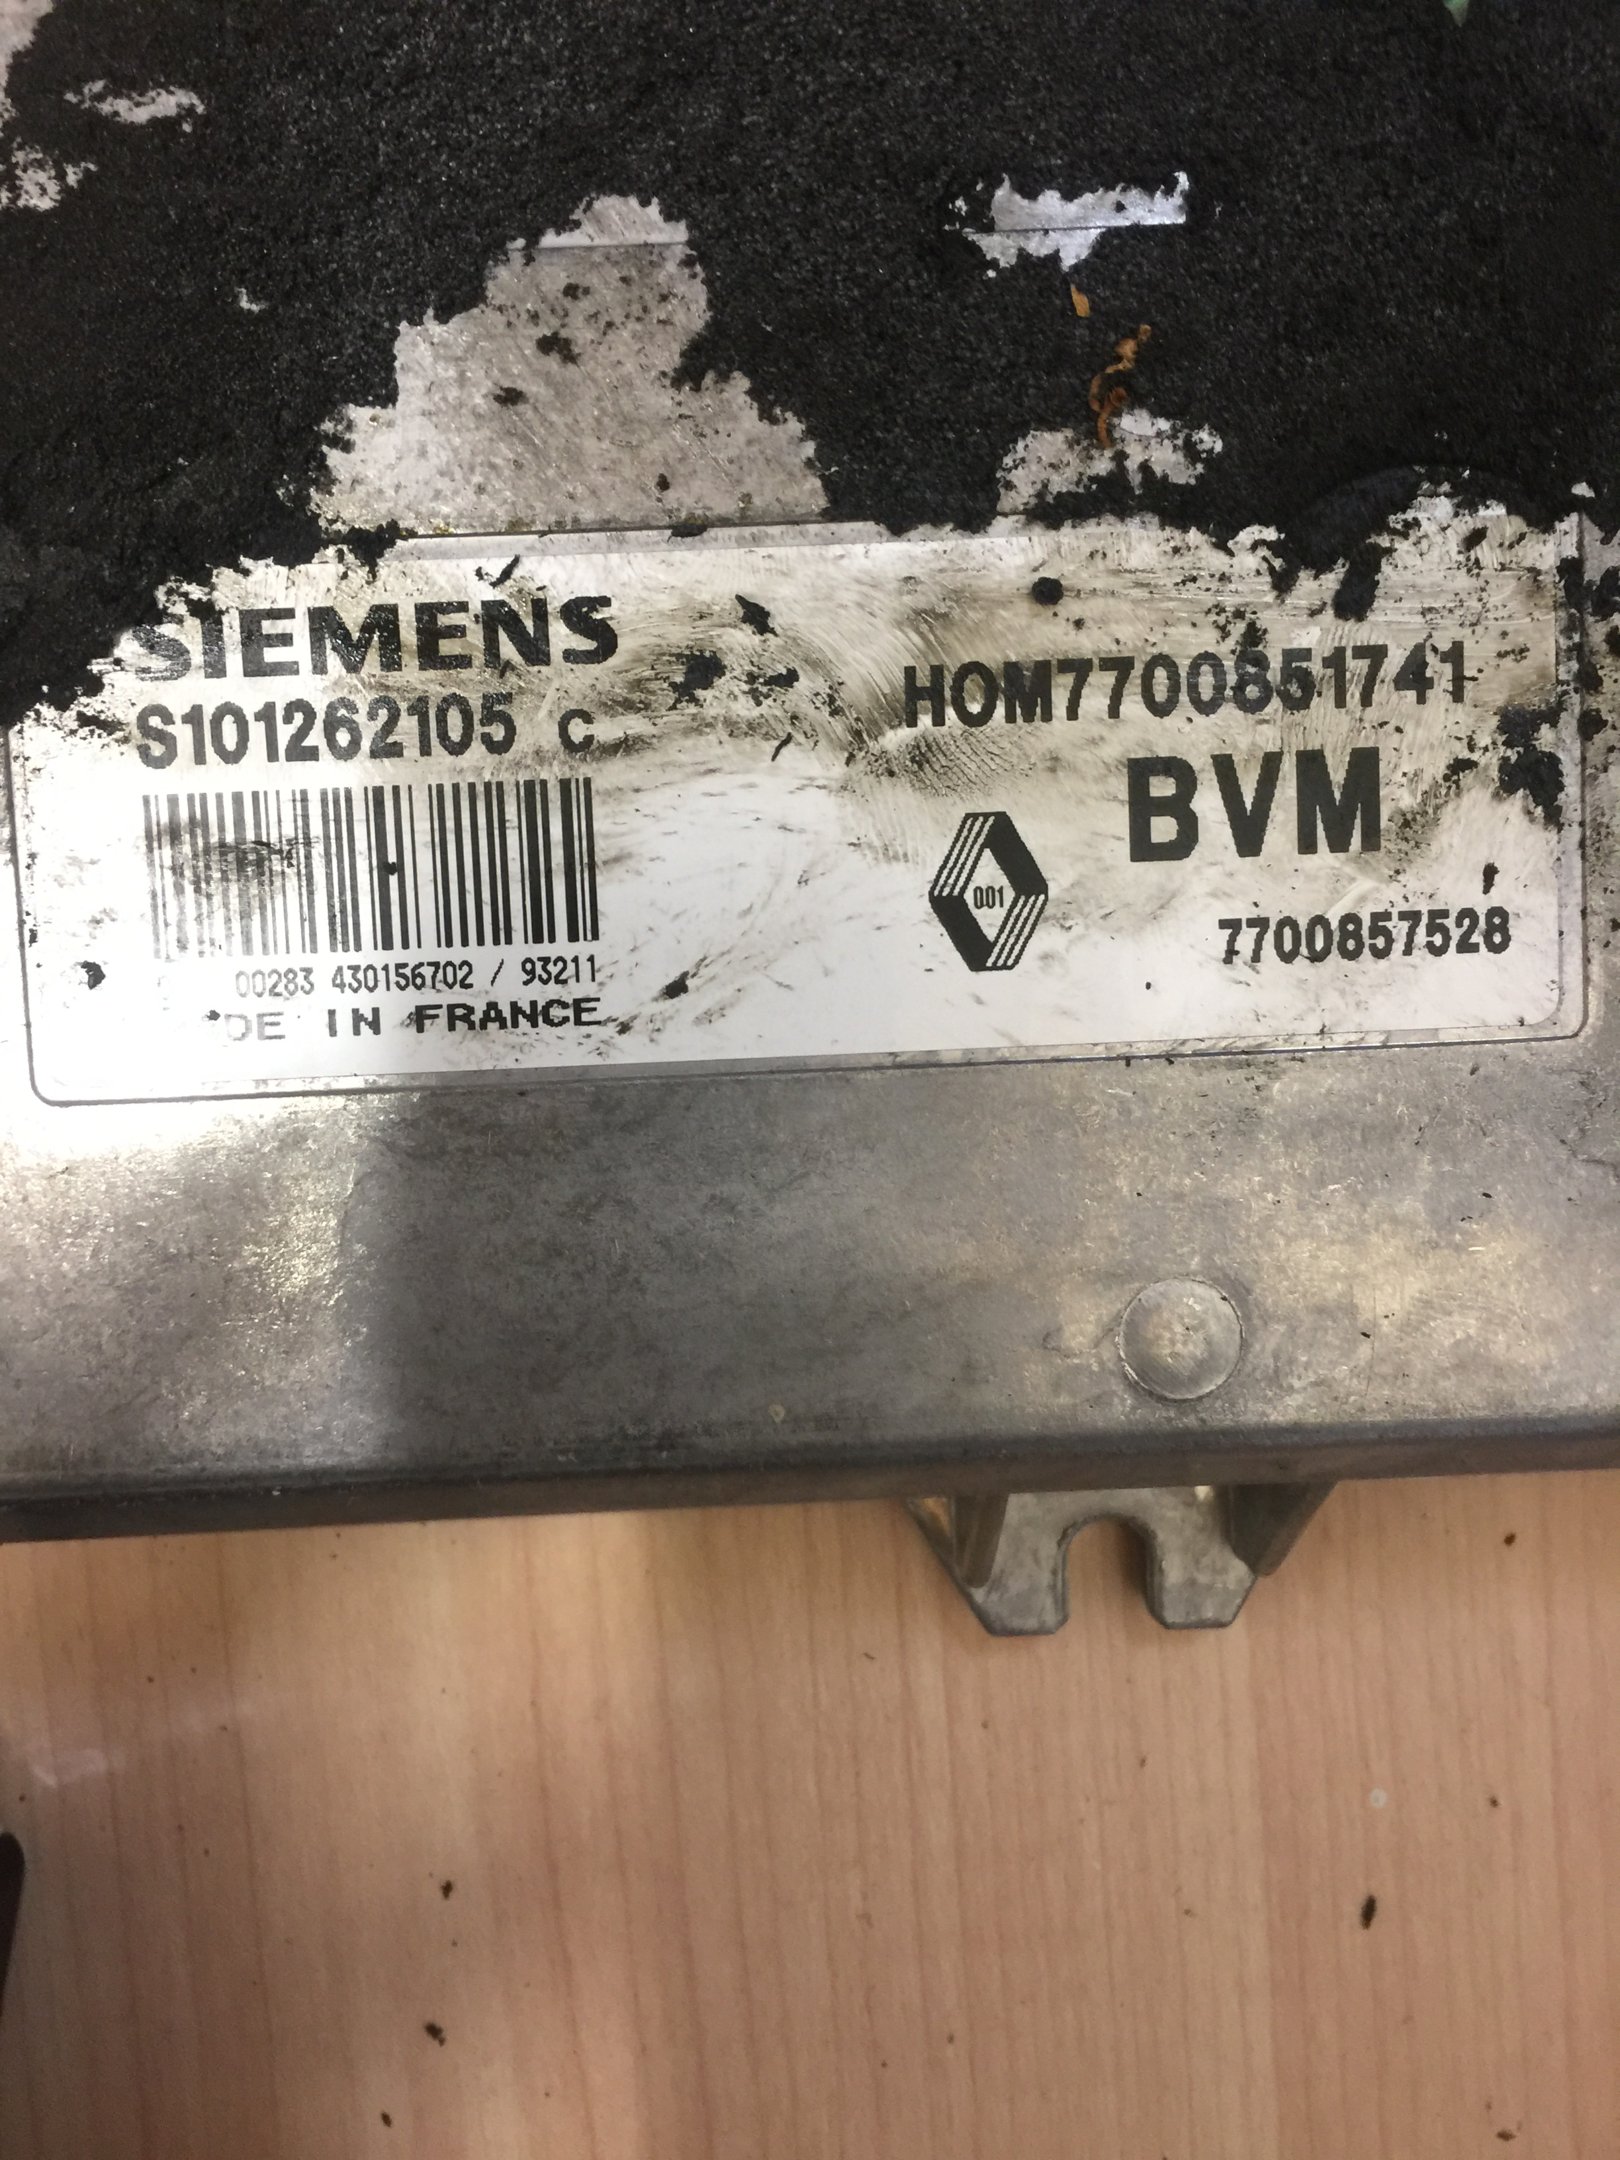 SIEMENS
S101262105 C
00283 430156702 / 93211
DE IN FRANCE
HOM7700851741
BVM
001
7700857528